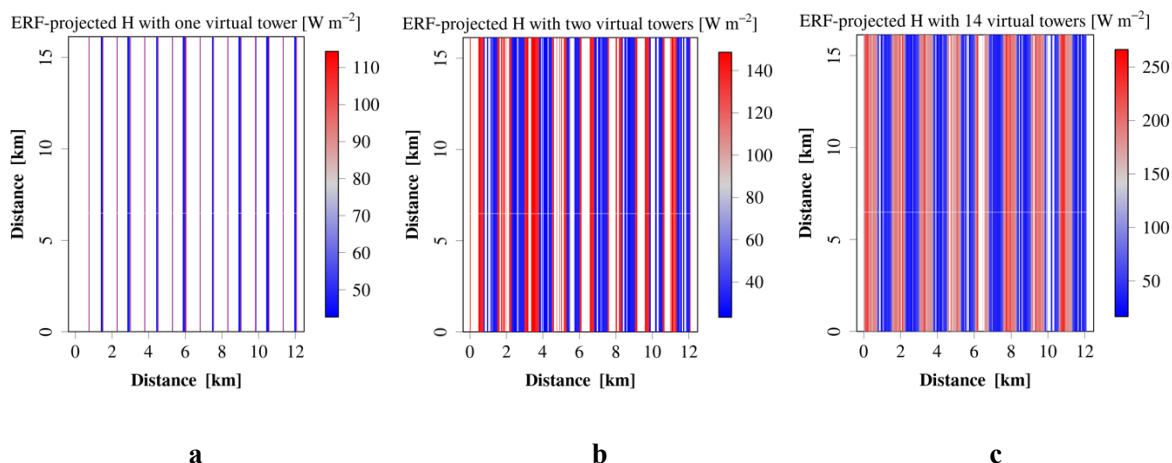 ERF-projected H with one virtual tower [W m−2]
15
10
5
0
0 2 4 6 8 10 12
Distance [km]
Distance [km]
110
100
90
80
70
60
50
a
ERF-projected H with two virtual towers [W m−2]
15
10
5
0
0 2 4 6 8 10 12
Distance [km]
Distance [km]
140
120
100
80
60
40
b
ERF-projected H with 14 virtual towers [W m−2]
15
10
5
0
0 2 4 6 8 10 12
Distance [km]
Distance [km]
250
200
150
100
50
c